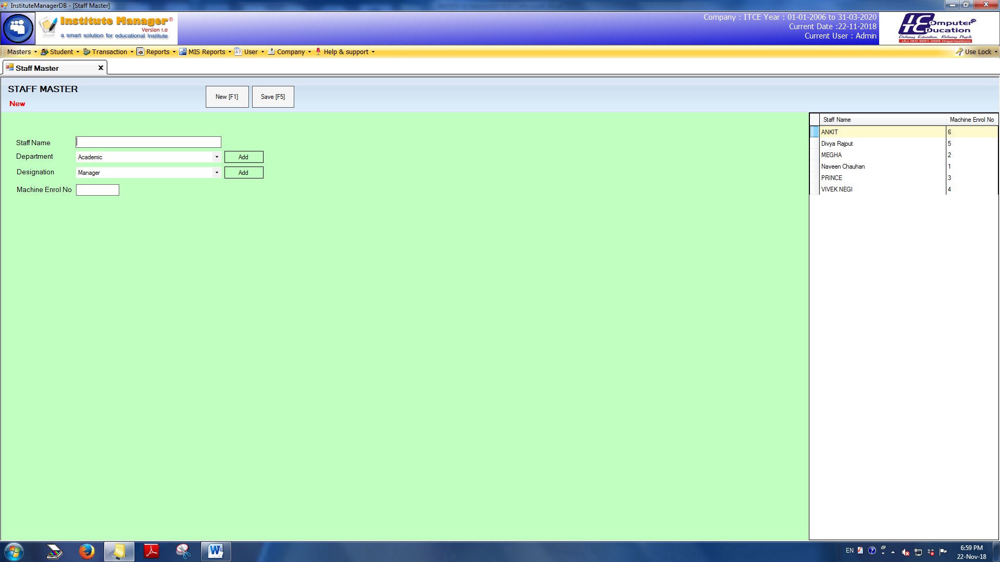 InstituteManagerDB - [Staff Master]
Institute Manager®
Version 1.0
a smart solution for educational Institute
Company : ITCE Year : 01-01-2006 to 31-03-2020
Current Date :22-11-2018
Current User : Admin
ITCE Computer Education
Defining Education, Refining People
(An ISO 9001:2008 Organization)
Masters Student Transaction Reports MIS Reports User Company Help & support Use Lock
Staff Master x
STAFF MASTER
New
New [F1] Save [F5]
Staff Name
Department Academic Add
Designation Manager Add
Machine Enrol No
Staff Name Machine Enrol No
ANKIT 6
Divya Rajput 5
MEGHA 2
Naveen Chauhan 1
PRINCE 3
VIVEK NEGI 4
EN
6:59 PM
22-Nov-18